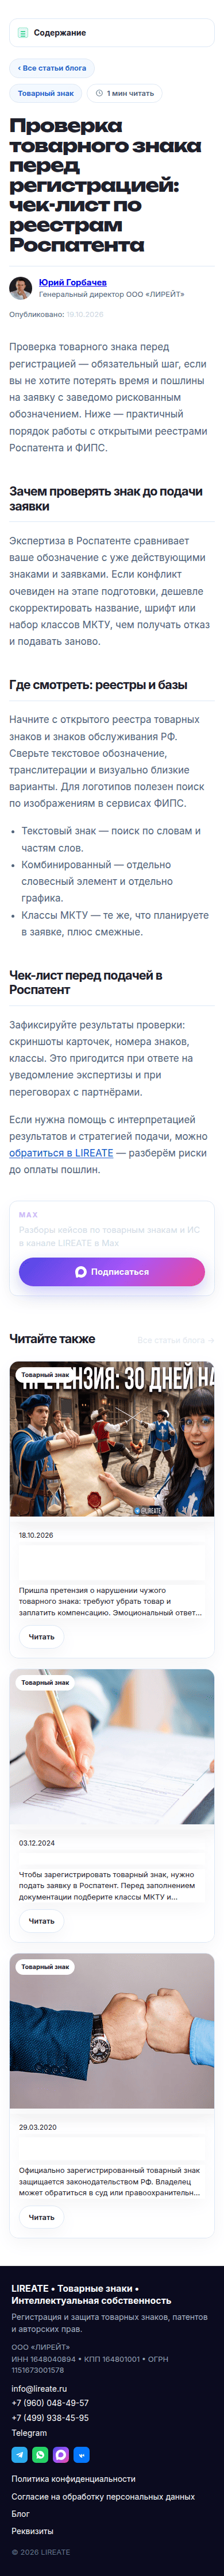 Содержание
‹ Все статьи блога
Товарный знак
1 мин читать
Проверка
товарного знака
перед
регистрацией:
чек-лист по
реестрам
Роспатента
Юрий Горбачев
Генеральный директор ООО «ЛИРЕЙТ»
Опубликовано: 19.10.2026
Проверка товарного знака перед
регистрацией — обязательный шаг, если
вы не хотите потерять время и пошлины
на заявку с заведомо рискованным
обозначением. Ниже — практичный
порядок работы с открытыми реестрами
Роспатента и ФИПС.
Зачем проверять знак до подачи
заявки
Экспертиза в Роспатенте сравнивает
ваше обозначение с уже действующими
знаками и заявками. Если конфликт
очевиден на этапе подготовки, дешевле
скорректировать название, шрифт или
набор классов МКТУ, чем получать отказ
и подавать заново.
Где смотреть: реестры и базы
Начните с открытого реестра товарных
знаков и знаков обслуживания РФ.
Сверьте текстовое обозначение,
транслитерации и визуально близкие
варианты. Для логотипов полезен поиск
по изображениям в сервисах ФИПС.
• Текстовый знак — поиск по словам и
частям слов.
• Комбинированный — отдельно
словесный элемент и отдельно
графика.
• Классы МКТУ — те же, что планируете
в заявке, плюс смежные.
Чек-лист перед подачей в
Роспатент
Зафиксируйте результаты проверки:
скриншоты карточек, номера знаков,
классы. Это пригодится при ответе на
уведомление экспертизы и при
переговорах с партнёрами.
Если нужна помощь с интерпретацией
результатов и стратегией подачи, можно
обратиться в LIREATE — разберём риски
до оплаты пошлин.
MAX
Разборы кейсов по товарным знакам и ИС
в канале LIREATE в Max
Подписаться
Читайте также
Все статьи блога →
Товарный знак
ПРЕТЕНЗИЯ: 30 ДНЕЙ НА
@LIREATE
18.10.2026
Пришла претензия о нарушении чужого
товарного знака: требуют убрать товар и
заплатить компенсацию. Эмоциональный ответ…
Читать
Товарный знак
03.12.2024
Чтобы зарегистрировать товарный знак, нужно
подать заявку в Роспатент. Перед заполнением
документации подберите классы МКТУ и…
Читать
Товарный знак
29.03.2020
Официально зарегистрированный товарный знак
защищается законодательством РФ. Владелец
может обратиться в суд или правоохранительн…
Читать
LIREATE • Товарные знаки •
Интеллектуальная собственность
Регистрация и защита товарных знаков, патентов
и авторских прав.
ООО «ЛИРЕЙТ»
ИНН 1648040894 • КПП 164801001 • ОГРН
1151673001578
info@lireate.ru
+7 (960) 048-49-57
+7 (499) 938-45-95
Telegram
Политика конфиденциальности
Согласие на обработку персональных данных
Блог
Реквизиты
© 2026 LIREATE